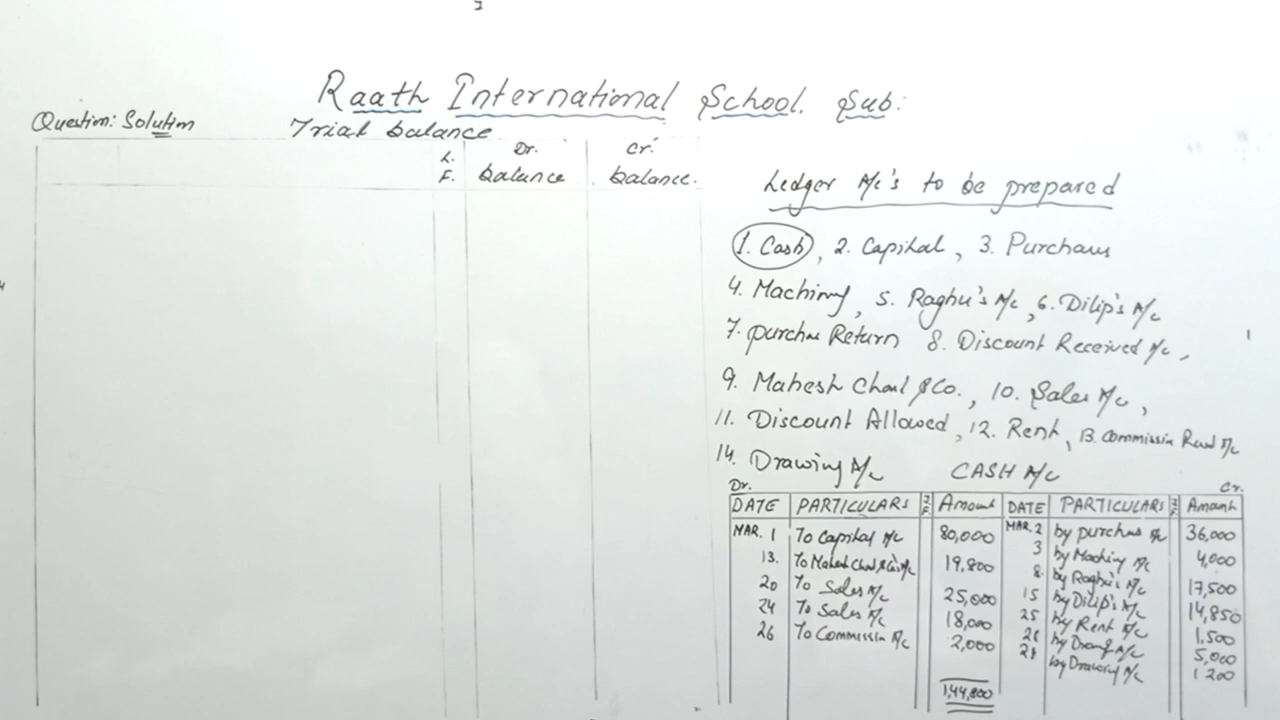 Raath International School. Sub:
Question: Solution
Trial balance
L. F.
Dr. balance
Cr. balance.
Ledger A/c's to be prepared
1. Cash, 2. Capital, 3. Purchases
4. Machinery, 5. Raghu's A/c, 6. Dilip's A/c
7. purchase Return 8. Discount Received A/c,
9. Mahesh Chand & Co., 10. Sales A/c,
11. Discount Allowed, 12. Rent, 13. Commission Recd A/c
14. Drawing A/c
CASH A/c
Dr. Cr.
DATE PARTICULARS J.F. Amount DATE PARTICULARS J.F. Amount
MAR. 1 To Capital A/c 80,000 MAR. 2 by purchase A/c 36,000
13. To Mahesh Chand & Co's A/c 19,800 3 by Machinery A/c 4,000
20 To Sales A/c 25,000 8 by Raghu's A/c 17,500
24 To Sales A/c 18,000 15 by Dilip's A/c 14,850
26 To Commission A/c 2,000 25 by Rent A/c 1,500
28 by Drawing A/c 5,000
by Drawing A/c 1200
1,44,800